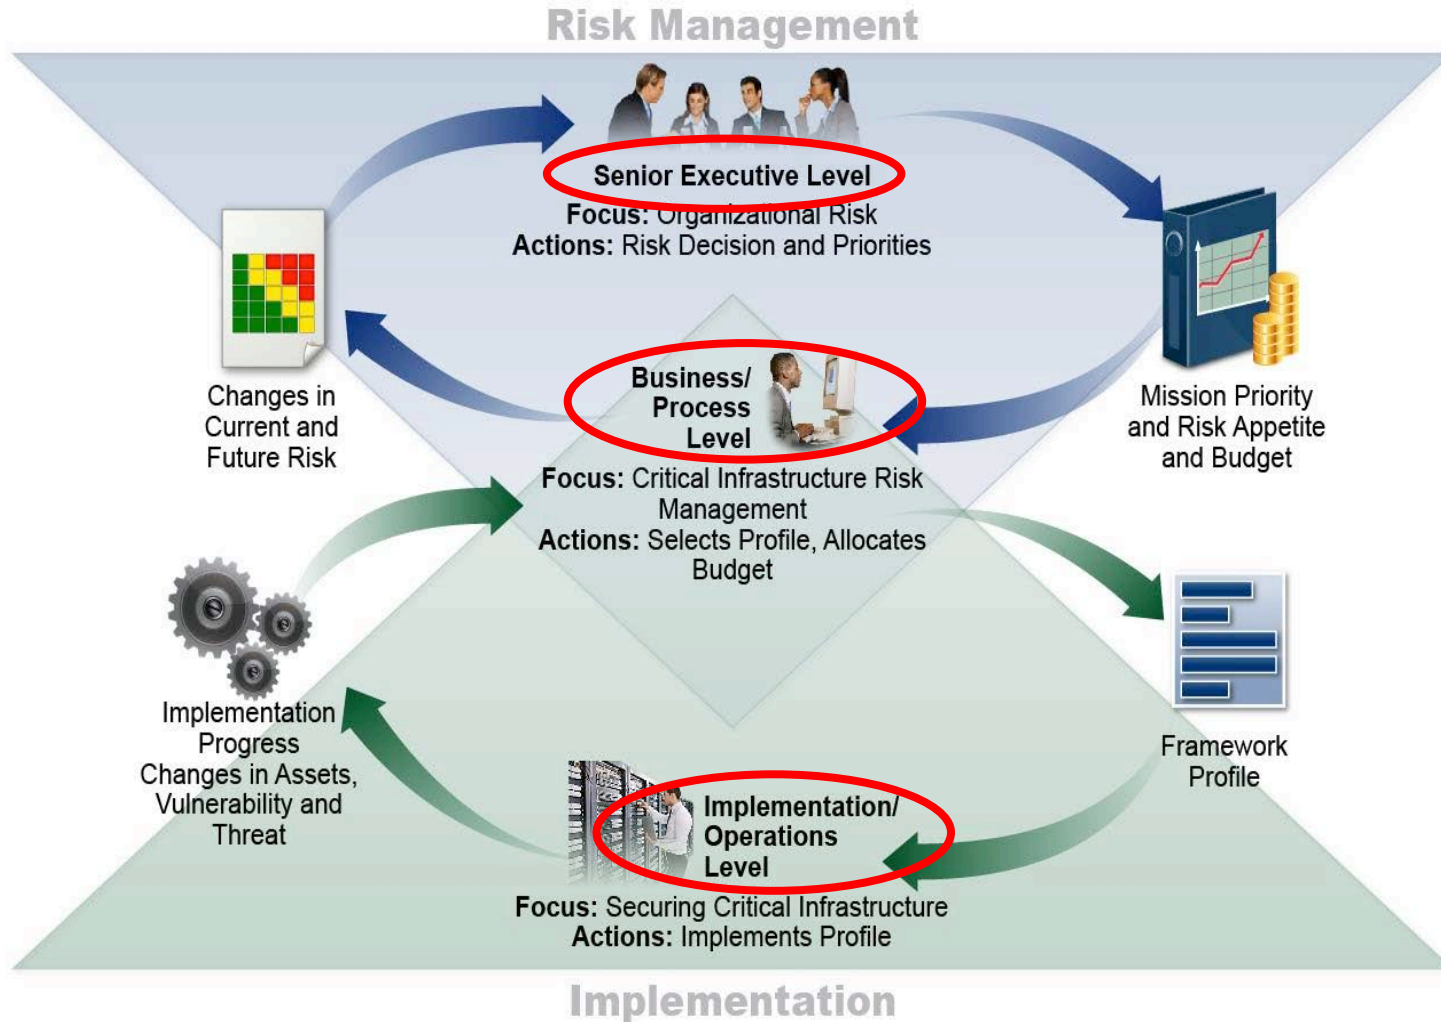 Risk Management
Senior Executive Level
Focus: Organizational Risk
Actions: Risk Decision and Priorities
Changes in
Current and
Future Risk
Business/
Process
Level
Focus: Critical Infrastructure Risk
Management
Actions: Selects Profile, Allocates
Budget
Mission Priority
and Risk Appetite
and Budget
Implementation
Progress
Changes in Assets,
Vulnerability and
Threat
Framework
Profile
Implementation/
Operations
Level
Focus: Securing Critical Infrastructure
Actions: Implements Profile
Implementation